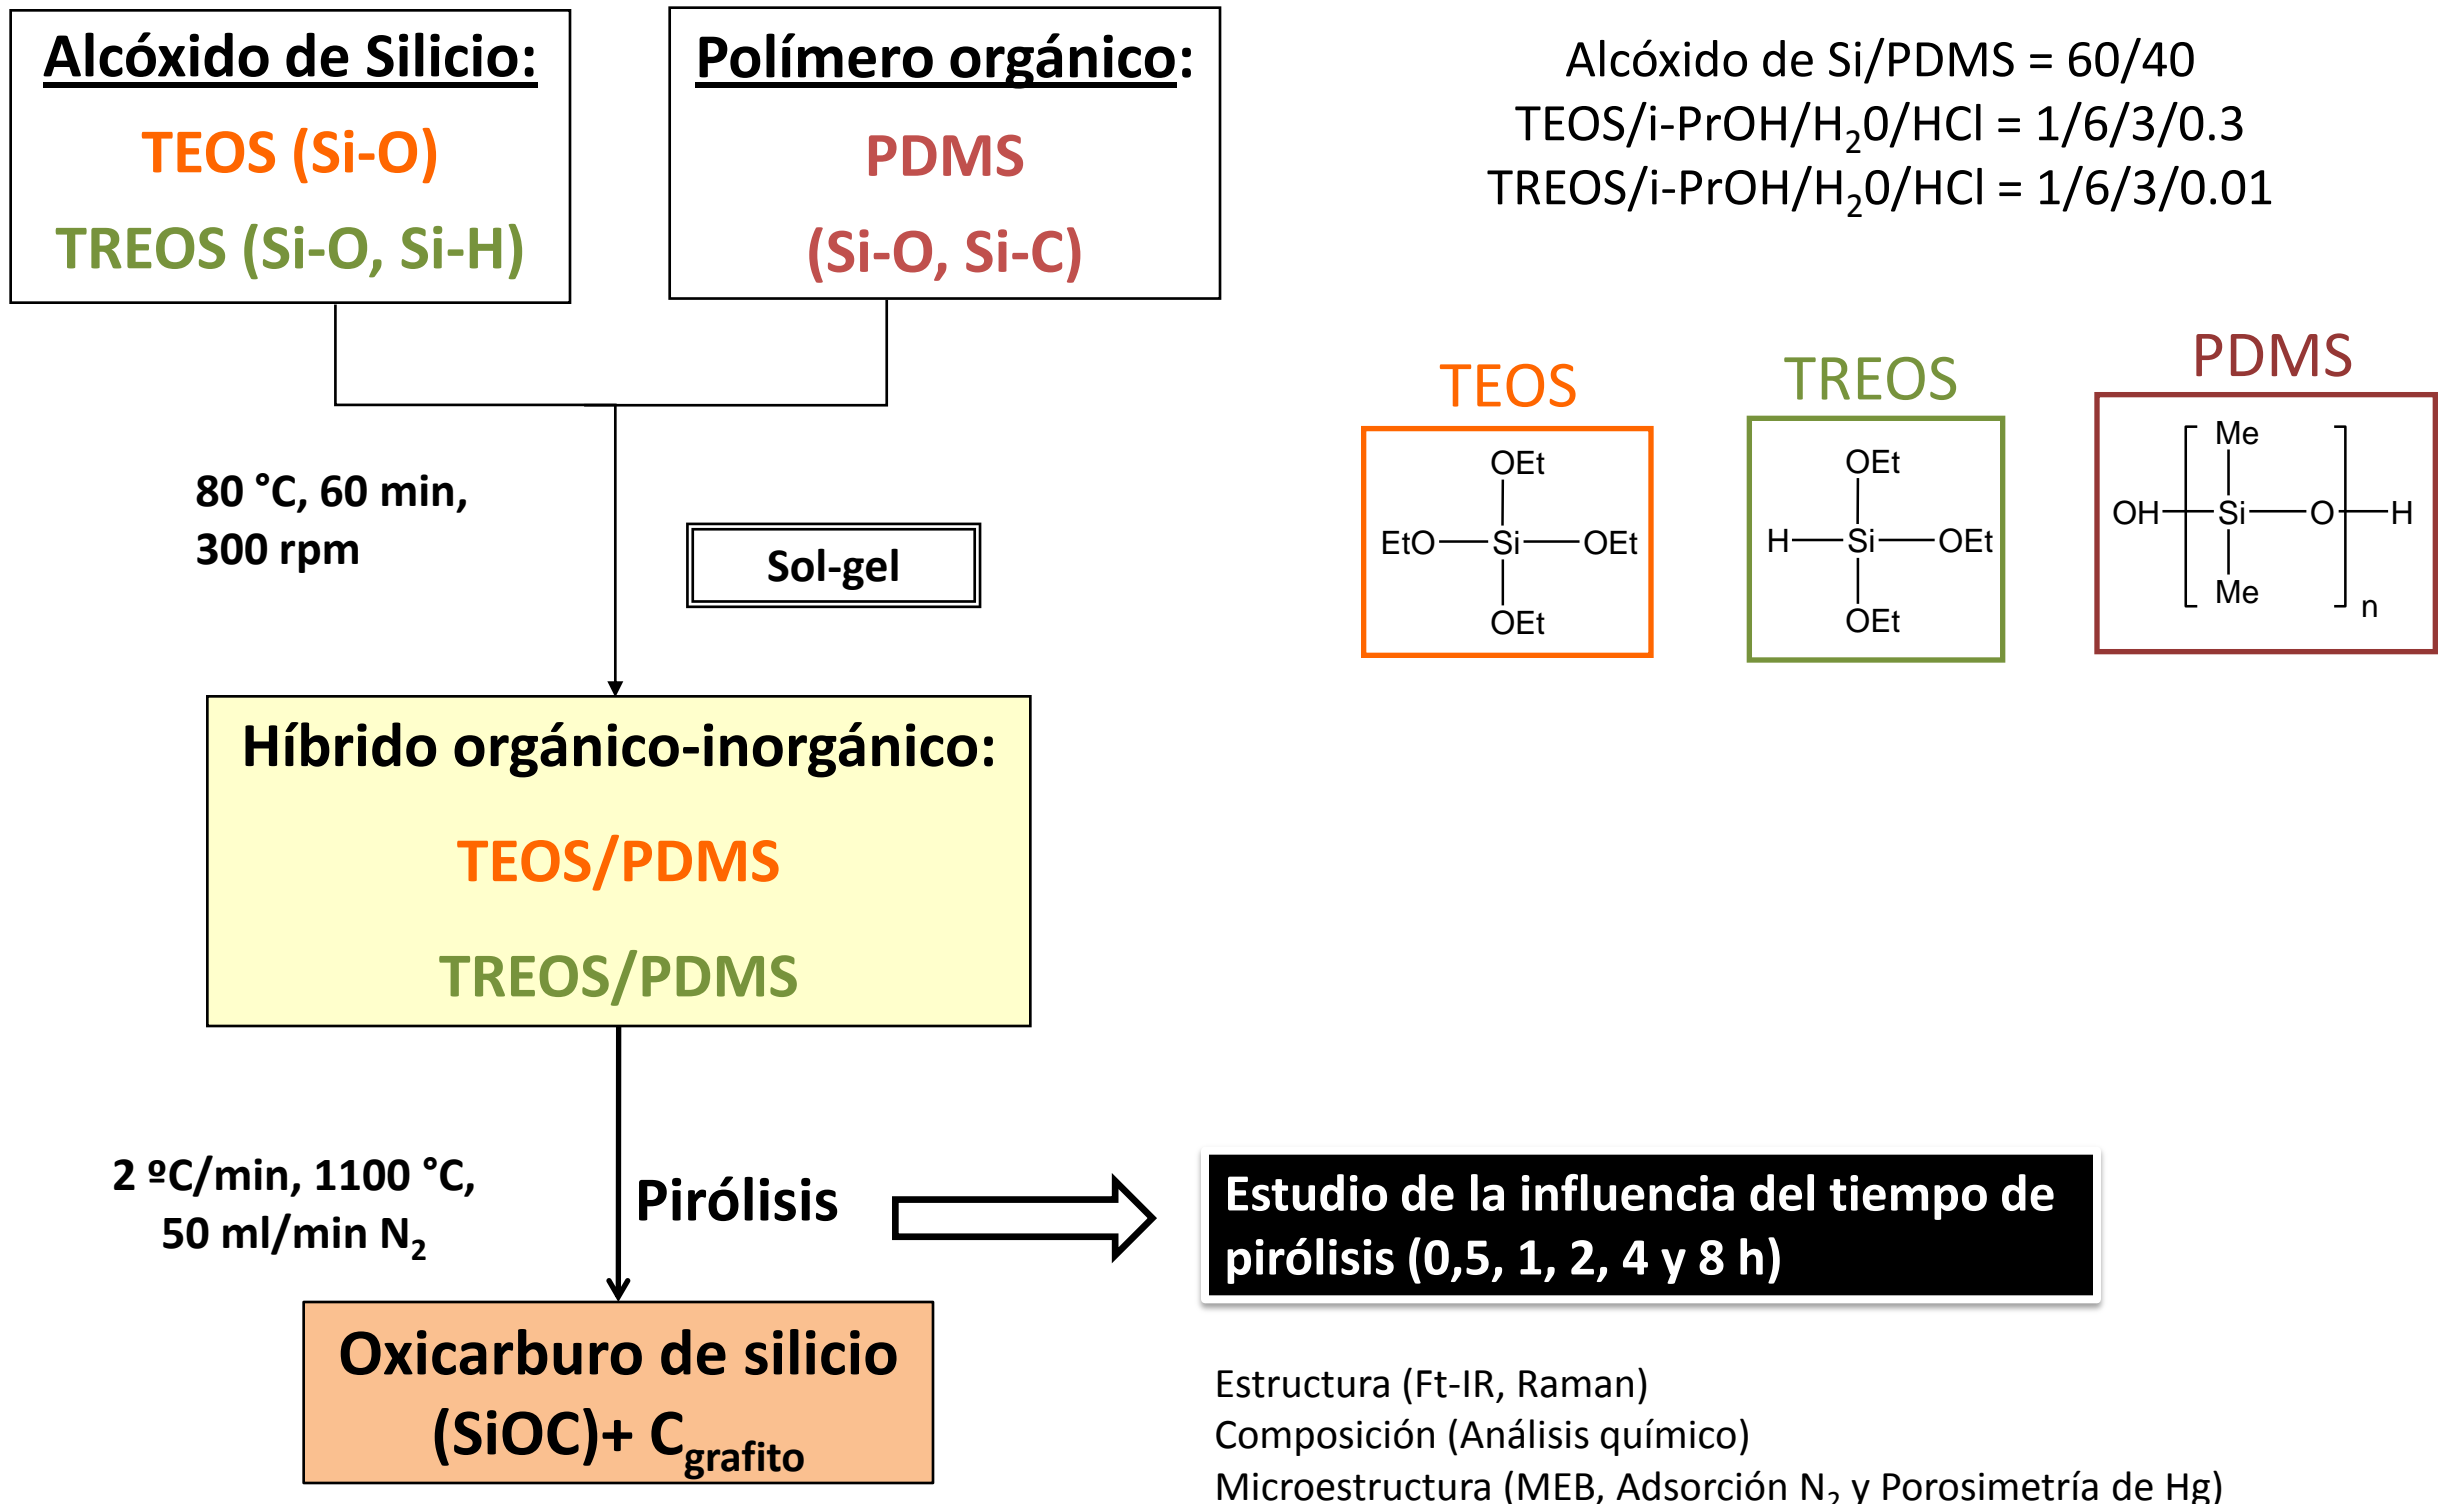 Alcóxido de Silicio:
TEOS (Si-O)
TREOS (Si-O, Si-H)
Polímero orgánico:
PDMS
(Si-O, Si-C)
Alcóxido de Si/PDMS = 60/40
TEOS/i-PrOH/H₂0/HCl = 1/6/3/0.3
TREOS/i-PrOH/H₂0/HCl = 1/6/3/0.01
TEOS
OEt
EtO Si OEt
OEt
TREOS
OEt
H Si OEt
OEt
PDMS
Me
OH Si O H
Me
n
80 °C, 60 min,
300 rpm
Sol-gel
Híbrido orgánico-inorgánico:
TEOS/PDMS
TREOS/PDMS
2 ºC/min, 1100 °C,
50 ml/min N₂
Pirólisis
Estudio de la influencia del tiempo de
pirólisis (0,5, 1, 2, 4 y 8 h)
Oxicarburo de silicio
(SiOC)+ C grafito
Estructura (Ft-IR, Raman)
Composición (Análisis químico)
Microestructura (MEB, Adsorción N₂ y Porosimetría de Hg)